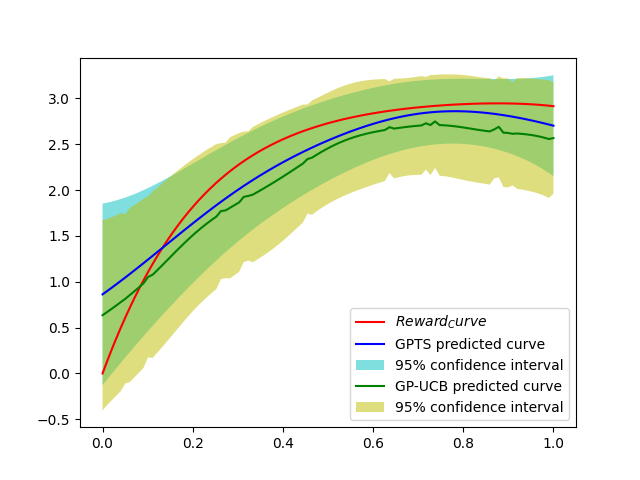 3.0
2.5
2.0
1.5
1.0
0.5
0.0
−0.5
0.0
0.2
0.4
0.6
0.8
1.0
Reward_Curve
GPTS predicted curve
95% confidence interval
GP-UCB predicted curve
95% confidence interval